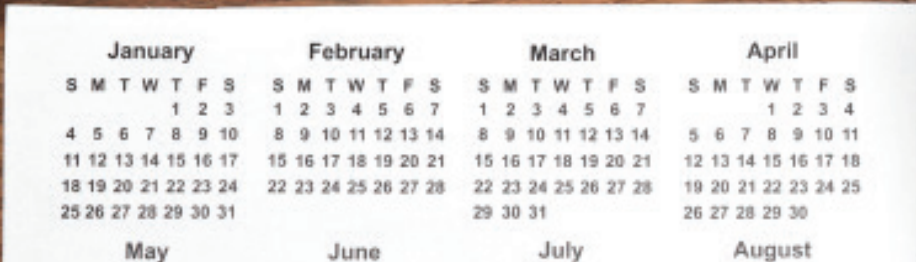 January February March April
S M T W T F S S M T W T F S S M T W T F S S M T W T F S
1 2 3 1 2 3 4 5 6 7 1 2 3 4 5 6 7 1 2 3 4
4 5 6 7 8 9 10 8 9 10 11 12 13 14 8 9 10 11 12 13 14 5 6 7 8 9 10 11
11 12 13 14 15 16 17 15 16 17 18 19 20 21 15 16 17 18 19 20 21 12 13 14 15 16 17 18
18 19 20 21 22 23 24 22 23 24 25 26 27 28 22 23 24 25 26 27 28 19 20 21 22 23 24 25
25 26 27 28 29 30 31 29 30 31 26 27 28 29 30
May June July August